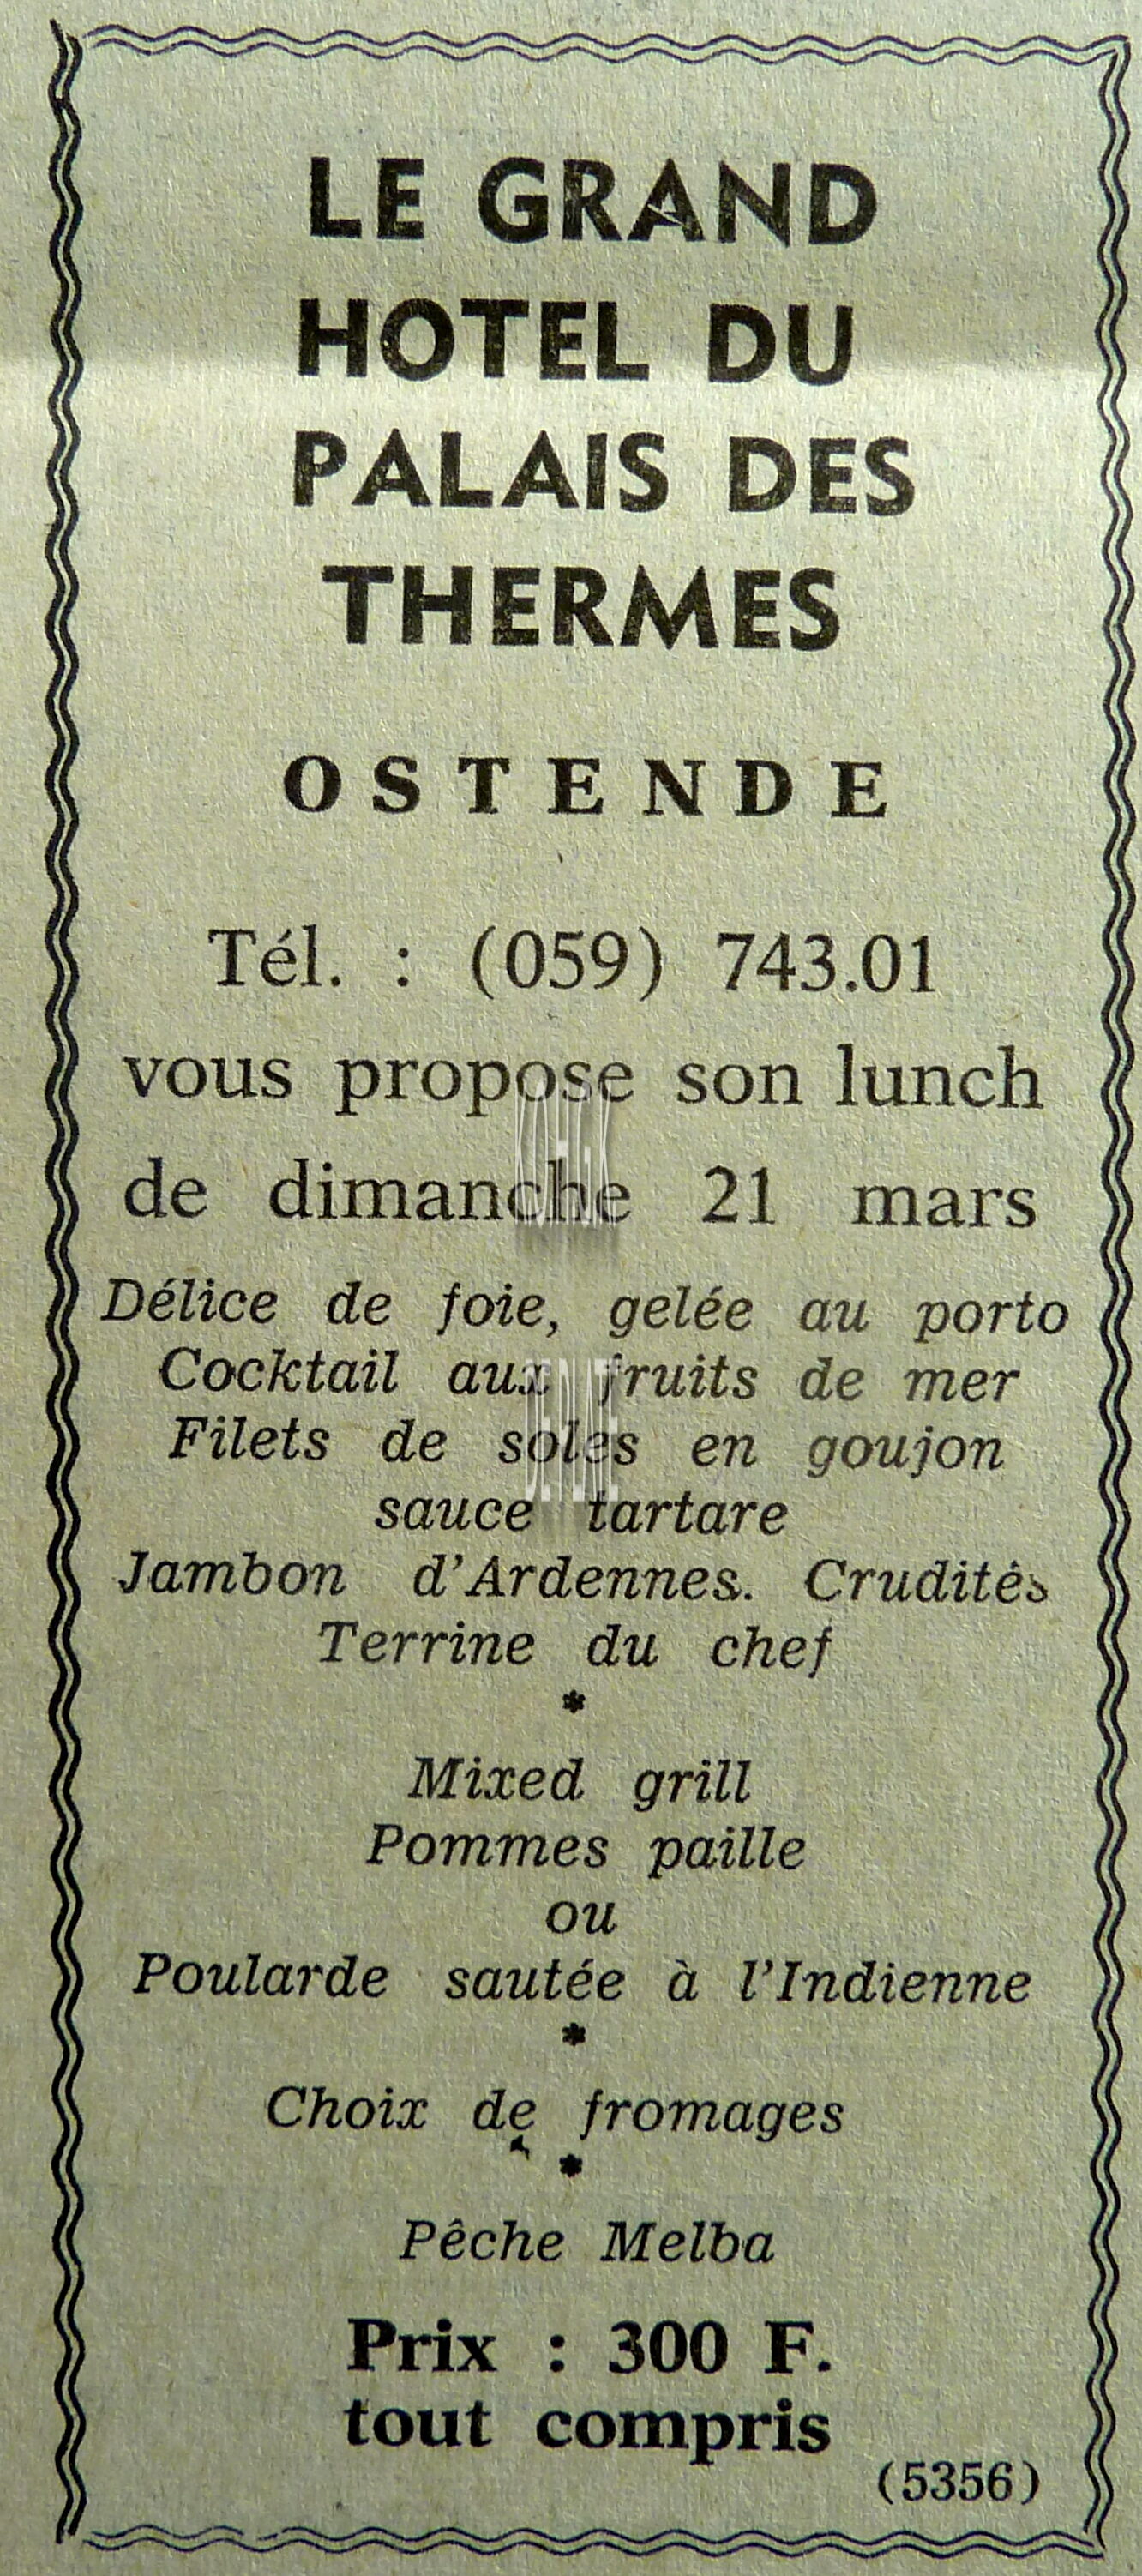 LE GRAND
HOTEL DU
PALAIS DES
THERMES
OSTENDE
Tél. : (059) 743.01
vous propose son lunch
de dimanche 21 mars
Délice de foie, gelée au porto
Cocktail aux fruits de mer
Filets de soles en goujon
sauce tartare
Jambon d'Ardennes. Crudités
Terrine du chef
*
Mixed grill
Pommes paille
ou
Poularde sautée à l'Indienne
*
Choix de fromages
*
Pêche Melba
Prix : 300 F.
tout compris
(5356)